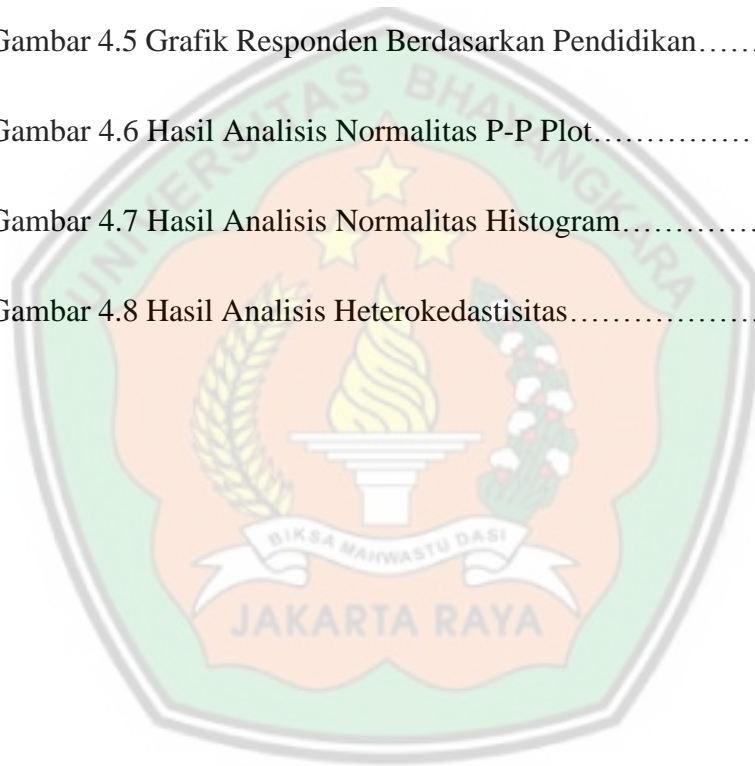 Gambar 4.5 Grafik Responden Berdasarkan Pendidikan……
Gambar 4.6 Hasil Analisis Normalitas P-P Plot………………
Gambar 4.7 Hasil Analisis Normalitas Histogram……………
Gambar 4.8 Hasil Analisis Heterokedastisitas…………………
UNIVERSITAS BHAYANGKARA
BIKSA MAHWASTU DASI
JAKARTA RAYA